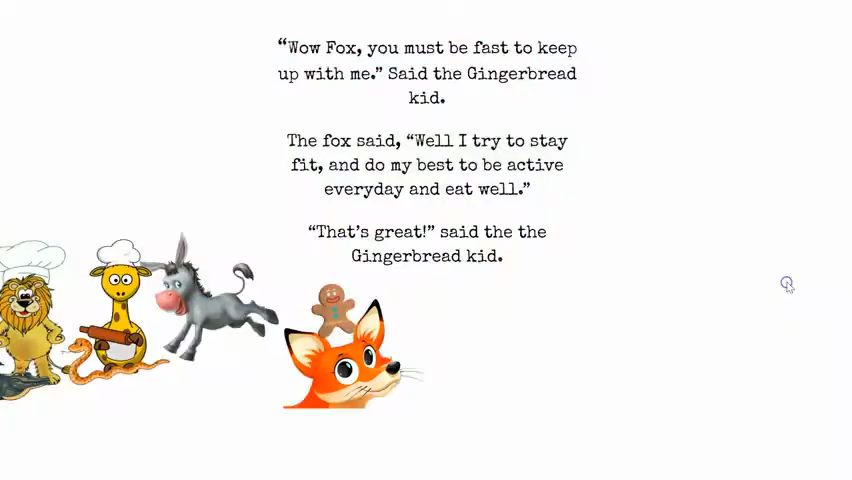 “Wow Fox, you must be fast to keep
up with me.” Said the Gingerbread
kid.
The fox said, “Well I try to stay
fit, and do my best to be active
everyday and eat well.”
“That’s great!” said the the
Gingerbread kid.